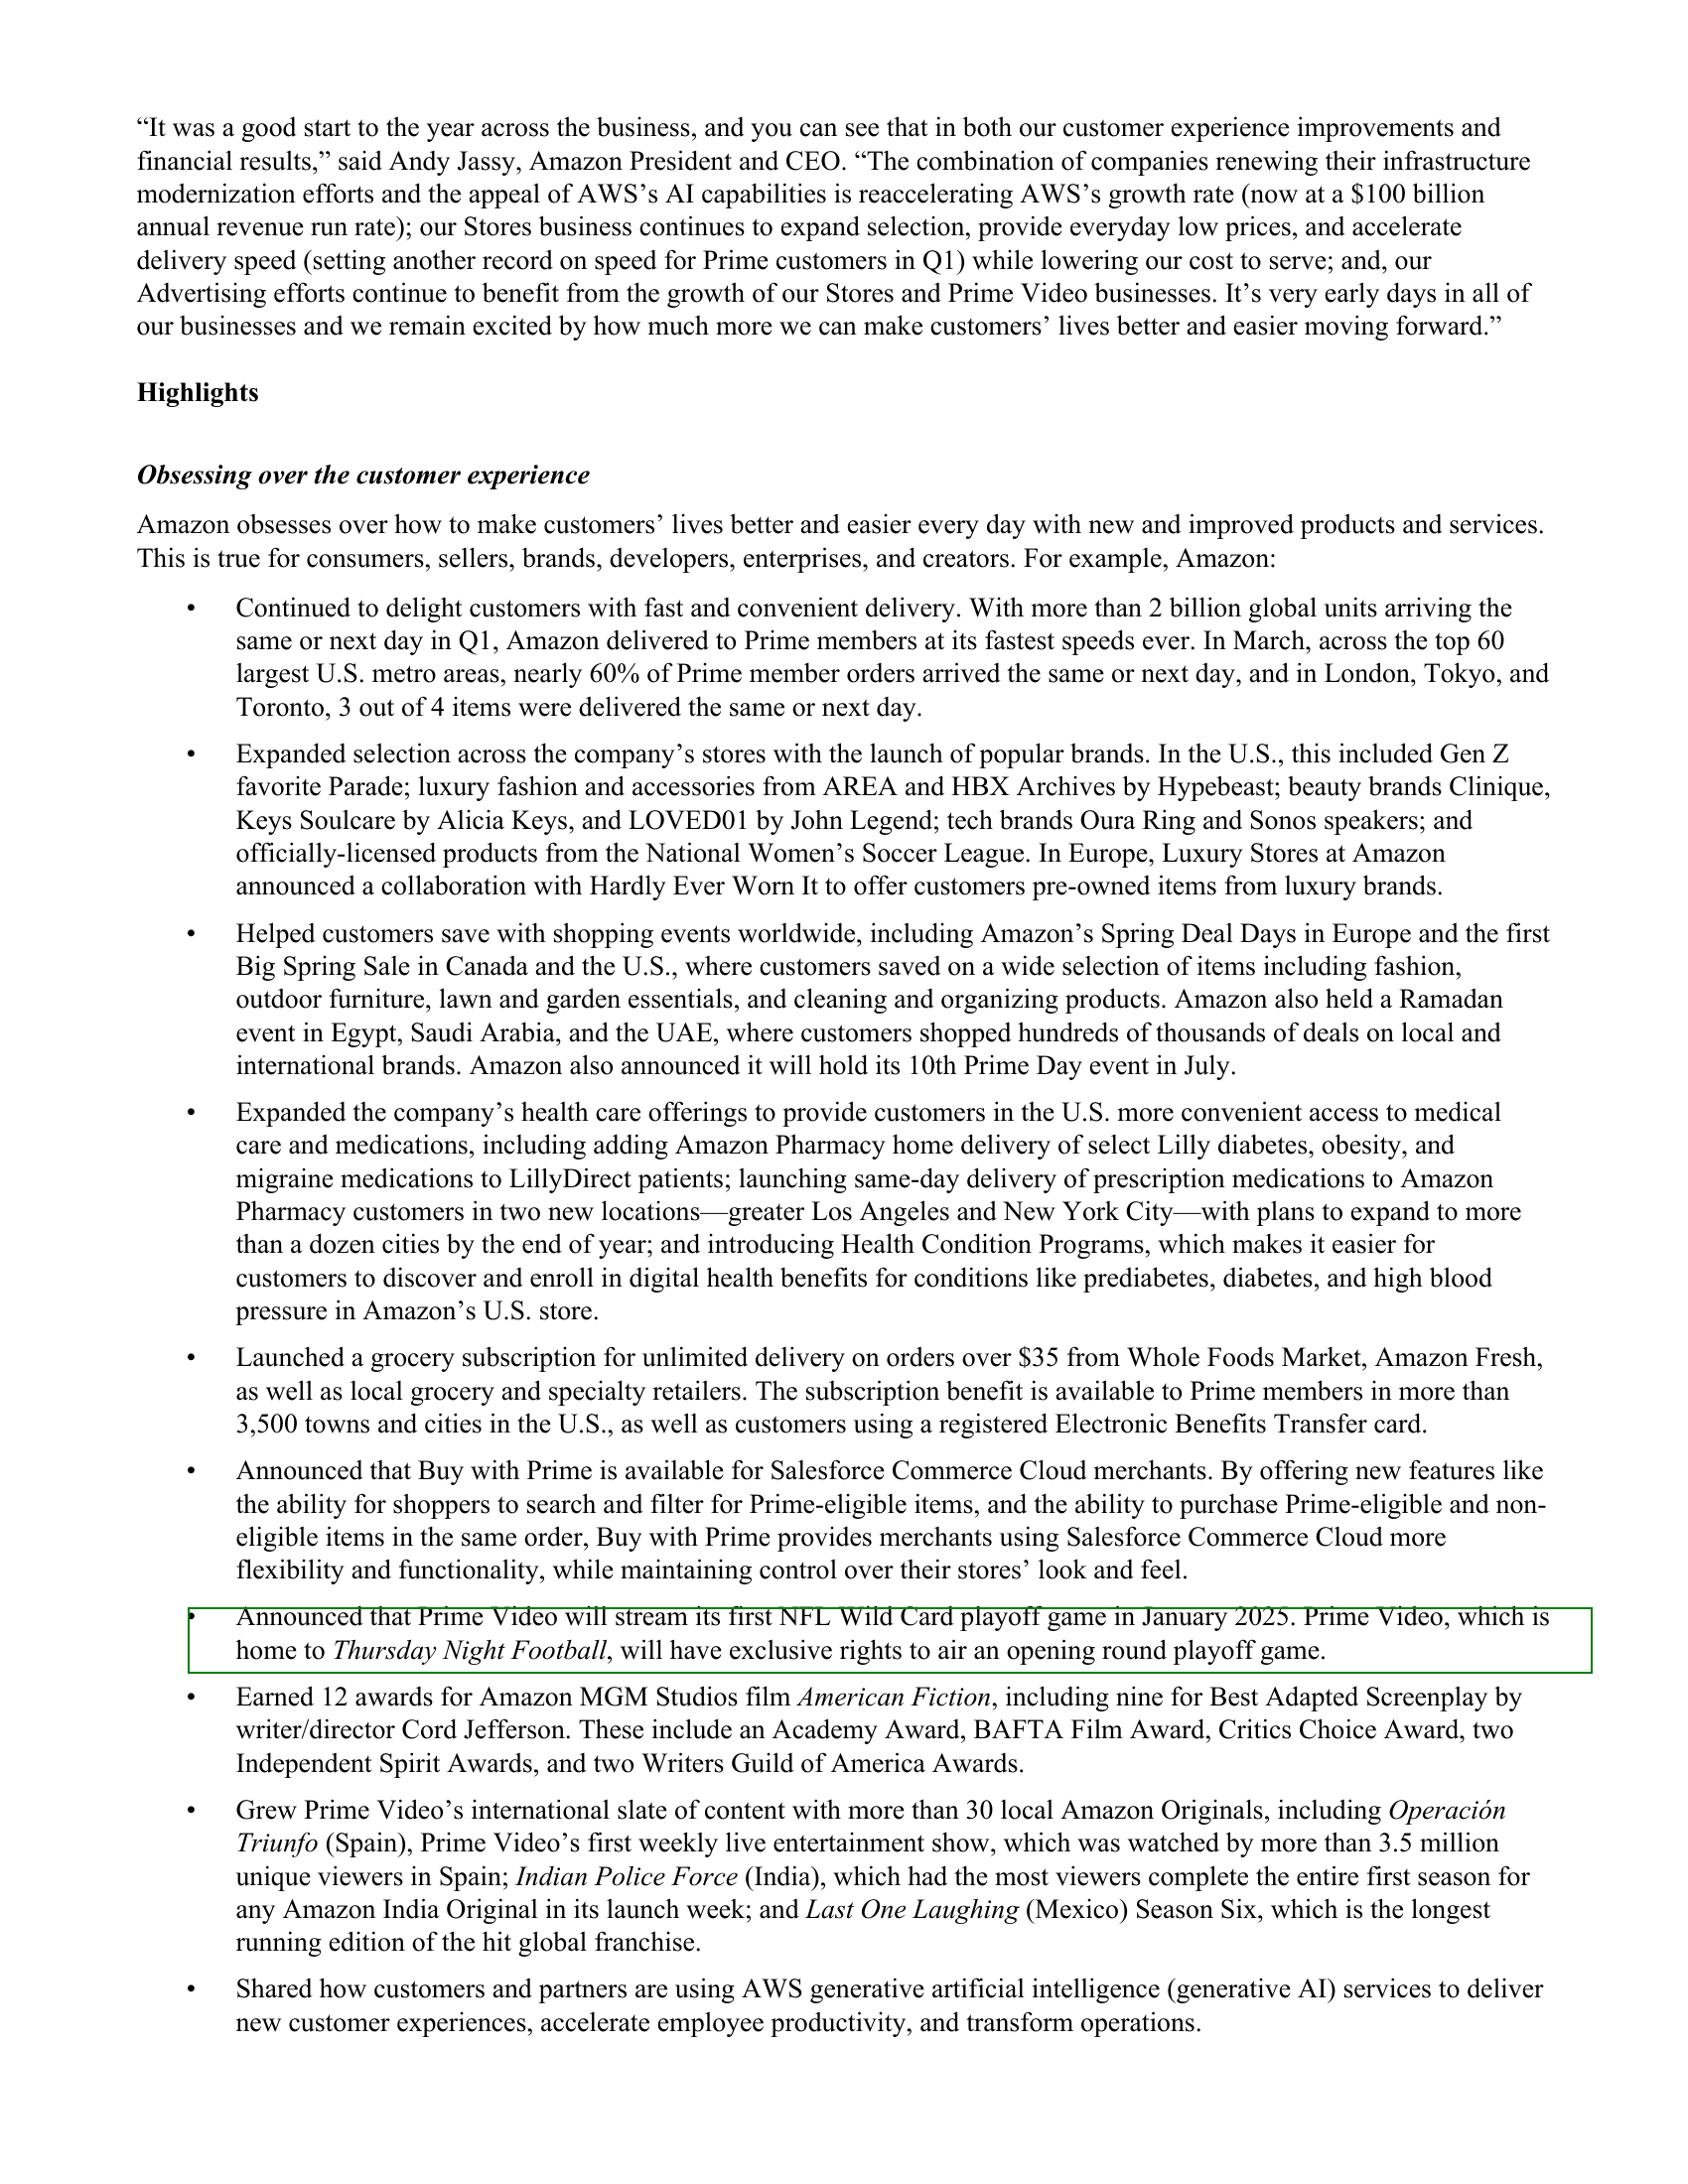 “It was a good start to the year across the business, and you can see that in both our customer experience improvements and
financial results,” said Andy Jassy, Amazon President and CEO. “The combination of companies renewing their infrastructure
modernization efforts and the appeal of AWS’s AI capabilities is reaccelerating AWS’s growth rate (now at a $100 billion
annual revenue run rate); our Stores business continues to expand selection, provide everyday low prices, and accelerate
delivery speed (setting another record on speed for Prime customers in Q1) while lowering our cost to serve; and, our
Advertising efforts continue to benefit from the growth of our Stores and Prime Video businesses. It’s very early days in all of
our businesses and we remain excited by how much more we can make customers’ lives better and easier moving forward.”
Highlights
Obsessing over the customer experience
Amazon obsesses over how to make customers’ lives better and easier every day with new and improved products and services.
This is true for consumers, sellers, brands, developers, enterprises, and creators. For example, Amazon:
• Continued to delight customers with fast and convenient delivery. With more than 2 billion global units arriving the
same or next day in Q1, Amazon delivered to Prime members at its fastest speeds ever. In March, across the top 60
largest U.S. metro areas, nearly 60% of Prime member orders arrived the same or next day, and in London, Tokyo, and
Toronto, 3 out of 4 items were delivered the same or next day.
• Expanded selection across the company’s stores with the launch of popular brands. In the U.S., this included Gen Z
favorite Parade; luxury fashion and accessories from AREA and HBX Archives by Hypebeast; beauty brands Clinique,
Keys Soulcare by Alicia Keys, and LOVED01 by John Legend; tech brands Oura Ring and Sonos speakers; and
officially-licensed products from the National Women’s Soccer League. In Europe, Luxury Stores at Amazon
announced a collaboration with Hardly Ever Worn It to offer customers pre-owned items from luxury brands.
• Helped customers save with shopping events worldwide, including Amazon’s Spring Deal Days in Europe and the first
Big Spring Sale in Canada and the U.S., where customers saved on a wide selection of items including fashion,
outdoor furniture, lawn and garden essentials, and cleaning and organizing products. Amazon also held a Ramadan
event in Egypt, Saudi Arabia, and the UAE, where customers shopped hundreds of thousands of deals on local and
international brands. Amazon also announced it will hold its 10th Prime Day event in July.
• Expanded the company’s health care offerings to provide customers in the U.S. more convenient access to medical
care and medications, including adding Amazon Pharmacy home delivery of select Lilly diabetes, obesity, and
migraine medications to LillyDirect patients; launching same-day delivery of prescription medications to Amazon
Pharmacy customers in two new locations—greater Los Angeles and New York City—with plans to expand to more
than a dozen cities by the end of year; and introducing Health Condition Programs, which makes it easier for
customers to discover and enroll in digital health benefits for conditions like prediabetes, diabetes, and high blood
pressure in Amazon’s U.S. store.
• Launched a grocery subscription for unlimited delivery on orders over $35 from Whole Foods Market, Amazon Fresh,
as well as local grocery and specialty retailers. The subscription benefit is available to Prime members in more than
3,500 towns and cities in the U.S., as well as customers using a registered Electronic Benefits Transfer card.
• Announced that Buy with Prime is available for Salesforce Commerce Cloud merchants. By offering new features like
the ability for shoppers to search and filter for Prime-eligible items, and the ability to purchase Prime-eligible and non-
eligible items in the same order, Buy with Prime provides merchants using Salesforce Commerce Cloud more
flexibility and functionality, while maintaining control over their stores’ look and feel.
• Announced that Prime Video will stream its first NFL Wild Card playoff game in January 2025. Prime Video, which is
home to Thursday Night Football, will have exclusive rights to air an opening round playoff game.
• Earned 12 awards for Amazon MGM Studios film American Fiction, including nine for Best Adapted Screenplay by
writer/director Cord Jefferson. These include an Academy Award, BAFTA Film Award, Critics Choice Award, two
Independent Spirit Awards, and two Writers Guild of America Awards.
• Grew Prime Video’s international slate of content with more than 30 local Amazon Originals, including Operación
Triunfo (Spain), Prime Video’s first weekly live entertainment show, which was watched by more than 3.5 million
unique viewers in Spain; Indian Police Force (India), which had the most viewers complete the entire first season for
any Amazon India Original in its launch week; and Last One Laughing (Mexico) Season Six, which is the longest
running edition of the hit global franchise.
• Shared how customers and partners are using AWS generative artificial intelligence (generative AI) services to deliver
new customer experiences, accelerate employee productivity, and transform operations.